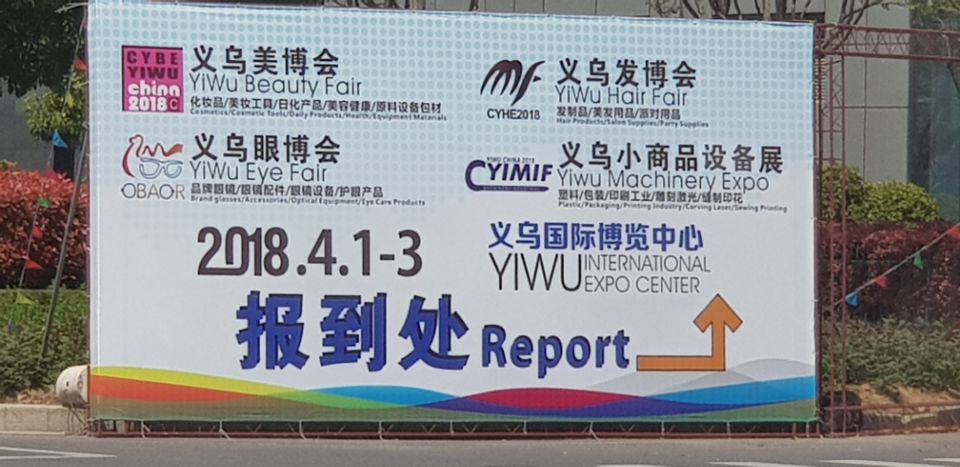 CYBE
YIWU
china
2018C
义乌美博会
YiWu Beauty Fair
化妆品/美妆工具/日化产品/美容健康/原料设备包材
Cosmetics/Cosmetic Tools/Daily Products/Health/Equipment Materials
CYHE2018
义乌发博会
YiWu Hair Fair
发制品/美发用品/派对用品
Hair Products/Salon Supplies/Party Supplies
OBAOR
义乌眼博会
YiWu Eye Fair
品牌眼镜/眼镜配件/眼镜设备/护眼产品
Brand glasses/Accessories/Optical Equipment/Eye Care Products
YIWU CHINA 2018
CYIMIF
义乌小商品设备展
Yiwu Machinery Expo
塑料/包装/印刷工业/雕刻激光/缝制印花
Plastic/Packaging/Printing Industry/Carving Laser/Sewing Printing
2018.4.1-3
义乌国际博览中心
YIWU INTERNATIONAL
EXPO CENTER
报到处 Report